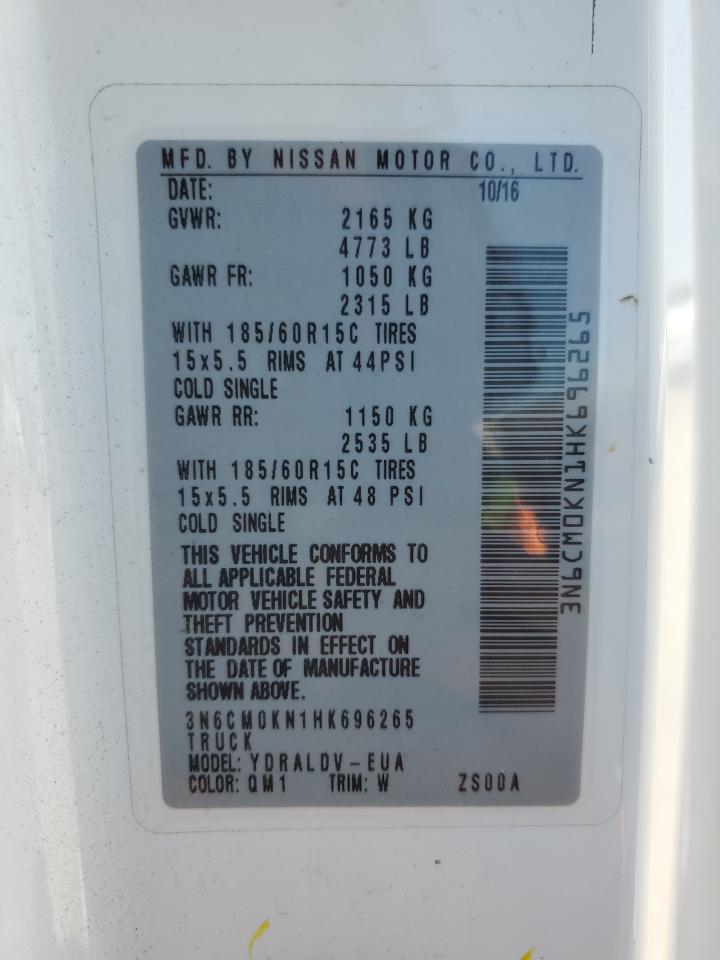 MFD. BY NISSAN MOTOR CO., LTD.
DATE: 10/16
GVWR: 2165 KG
4773 LB
GAWR FR: 1050 KG
2315 LB
WITH 185/60R15C TIRES
15x5.5 RIMS AT 44PSI
COLD SINGLE
GAWR RR: 1150 KG
2535 LB
WITH 185/60R15C TIRES
15x5.5 RIMS AT 48 PSI
COLD SINGLE
THIS VEHICLE CONFORMS TO
ALL APPLICABLE FEDERAL
MOTOR VEHICLE SAFETY AND
THEFT PREVENTION
STANDARDS IN EFFECT ON
THE DATE OF MANUFACTURE
SHOWN ABOVE.
3N6CM0KN1HK696265
TRUCK
MODEL: YDRALDV-EUA
COLOR: QM1 TRIM: W ZS00A
3N6CM0KN1HK696265